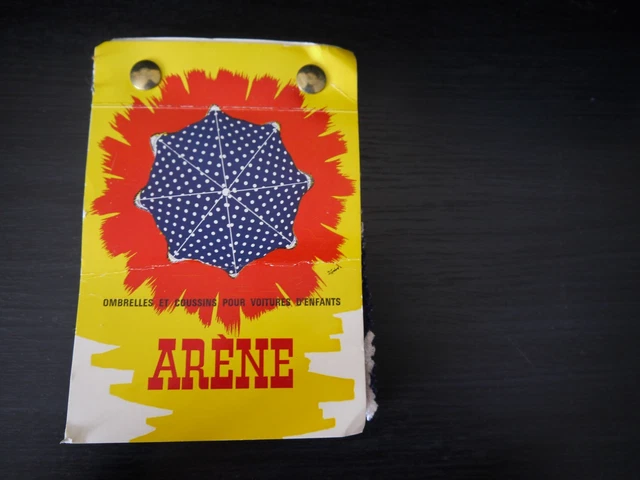 OMBRELLES ET COUSSINS POUR VOITURES D'ENFANTS
ARÈNE